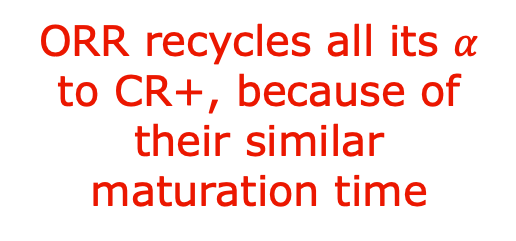 ORR recycles all its 𝛼
to CR+, because of
their similar
maturation time